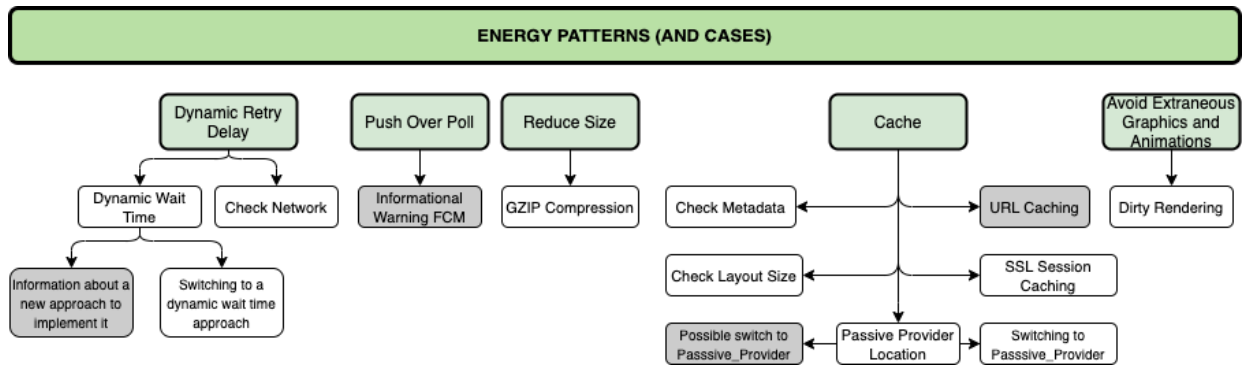 ENERGY PATTERNS (AND CASES)
Dynamic Retry
Delay
Push Over Poll
Reduce Size
Cache
Avoid Extraneous
Graphics and
Animations
Dynamic Wait
Time
Check Network
Informational
Warning FCM
GZIP Compression
Check Metadata
URL Caching
Dirty Rendering
Information about a
new approach to
implement it
Switching to a
dynamic wait time
approach
Check Layout Size
SSL Session
Caching
Possible switch to
Passsive_Provider
Passive Provider
Location
Switching to
Passsive_Provider